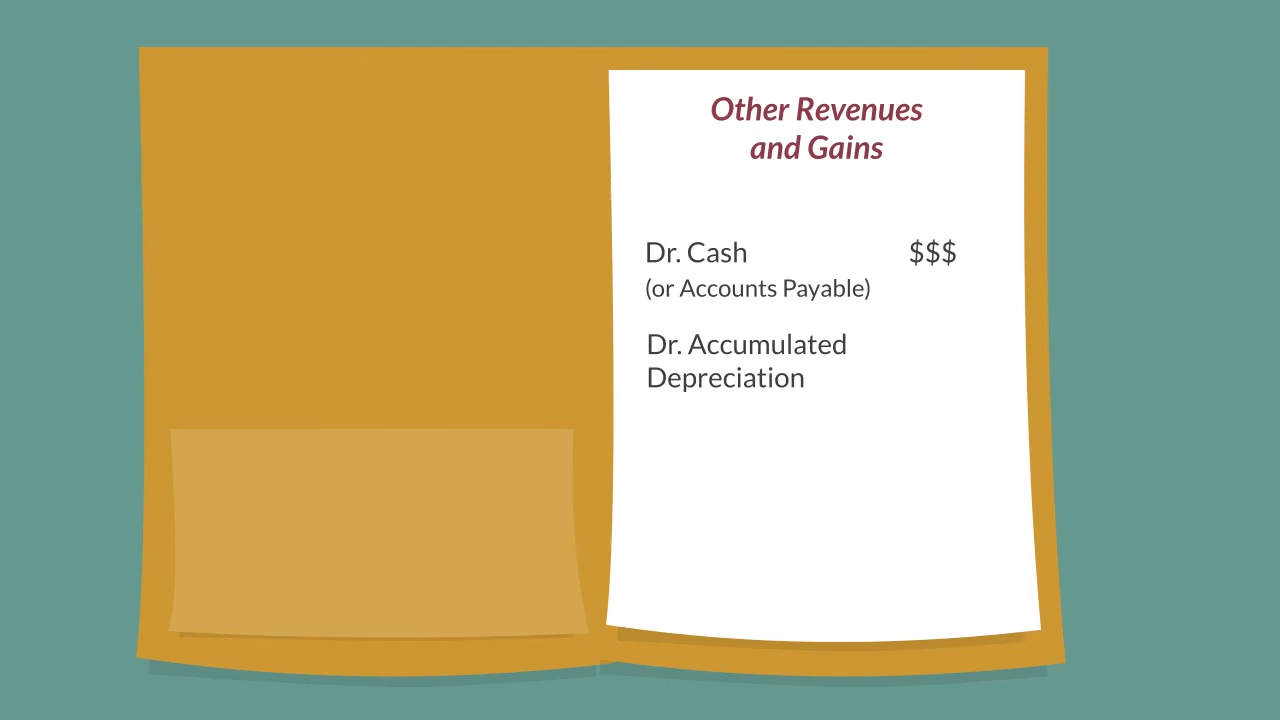 Other Revenues
and Gains
Dr. Cash $$$
(or Accounts Payable)
Dr. Accumulated
Depreciation